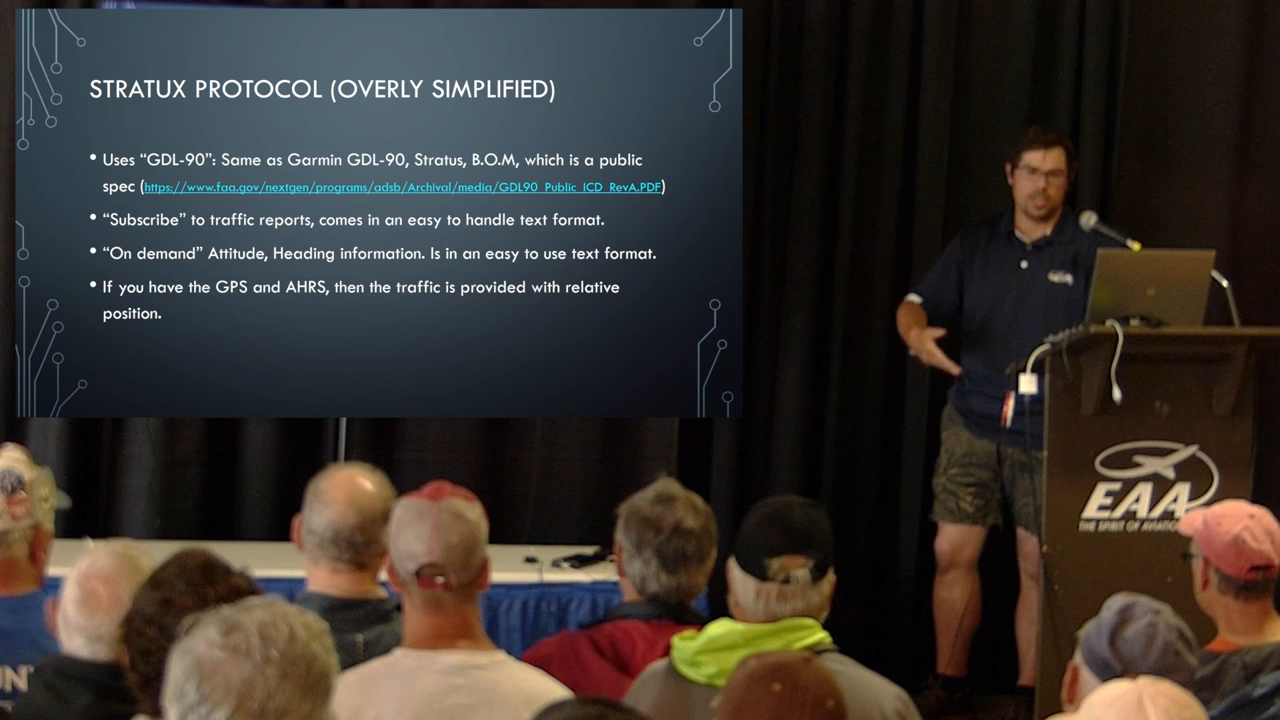 STRATUX PROTOCOL (OVERLY SIMPLIFIED)
• Uses “GDL-90”: Same as Garmin GDL-90, Stratus, B.O.M, which is a public
spec (https://www.faa.gov/nextgen/programs/adsb/Archival/media/GDL90_Public_ICD_RevA.PDF)
• “Subscribe” to traffic reports, comes in an easy to handle text format.
• “On demand” Attitude, Heading information. Is in an easy to use text format.
• If you have the GPS and AHRS, then the traffic is provided with relative
position.
EAA
THE SPIRIT OF